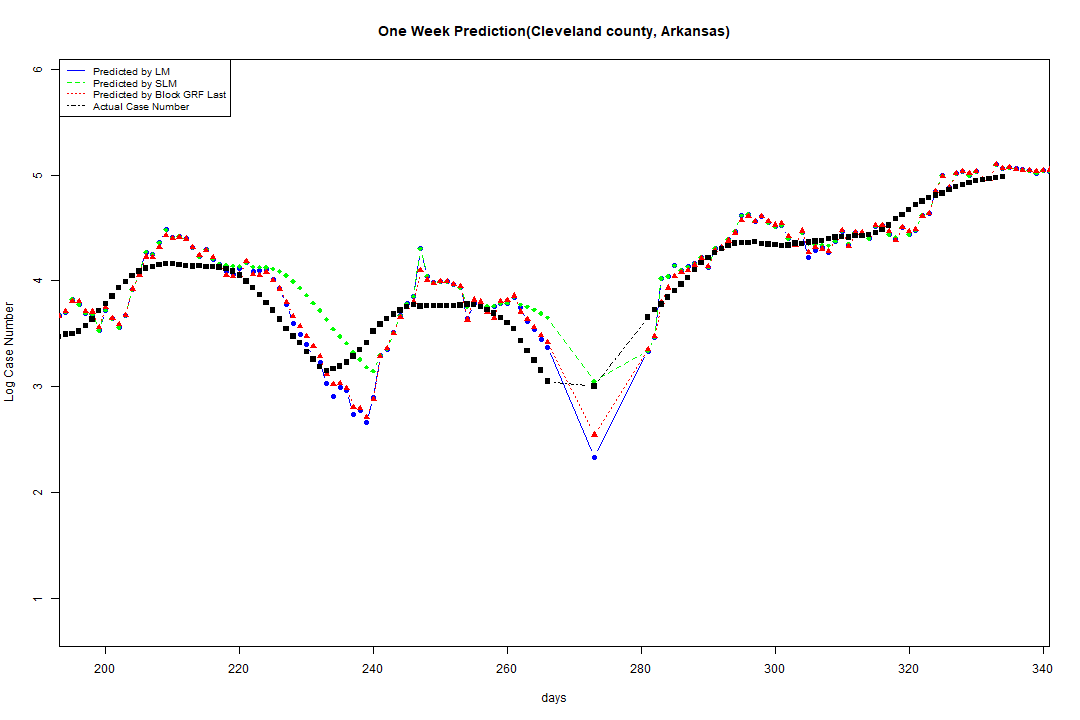 One Week Prediction(Cleveland county, Arkansas)
Predicted by LM
Predicted by SLM
Predicted by Block GRF Last
Actual Case Number
6
5
4
3
2
1
Log Case Number
200 220 240 260 280 300 320 340
days